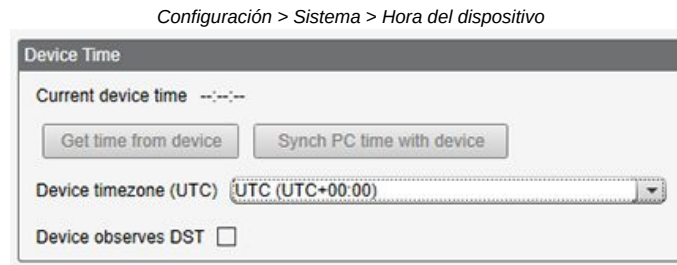 Configuración > Sistema > Hora del dispositivo
Device Time
Current device time --:--:--
Get time from device Synch PC time with device
Device timezone (UTC) UTC (UTC+00:00)
Device observes DST